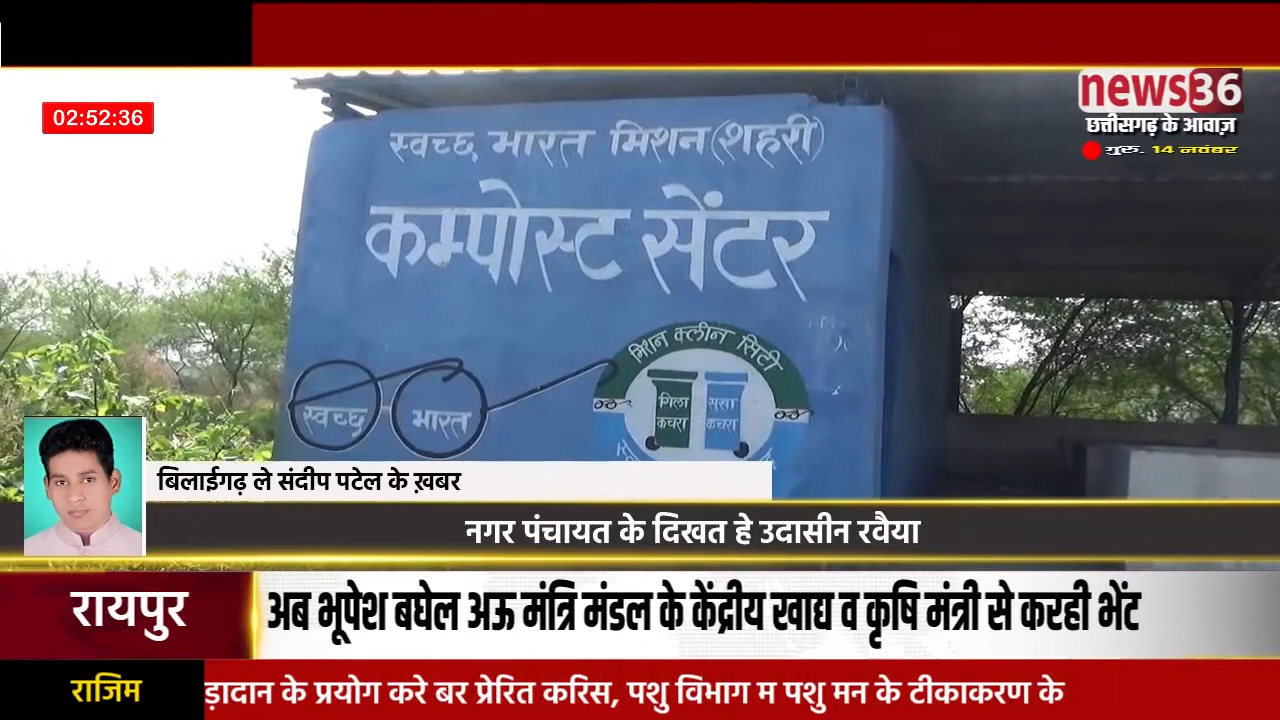 02:52:36
news36
छत्तीसगढ़ के आवाज़
गुरु. 14 नवंबर
स्वच्छ भारत मिशन (शहरी)
कम्पोस्ट सेंटर
मिशन क्लीन सिटी
स्वच्छ भारत
गिला कचरा
सुखा कचरा
बिलाईगढ़ ले संदीप पटेल के ख़बर
नगर पंचायत के दिखत हे उदासीन रवैया
रायपुर
अब भूपेश बघेल अऊ मंत्रि मंडल के केंद्रीय खाद्य व कृषि मंत्री से करही भेंट
राजिम
ड़ादान के प्रयोग करे बर प्रेरित करिस, पशु विभाग म पशु मन के टीकाकरण के